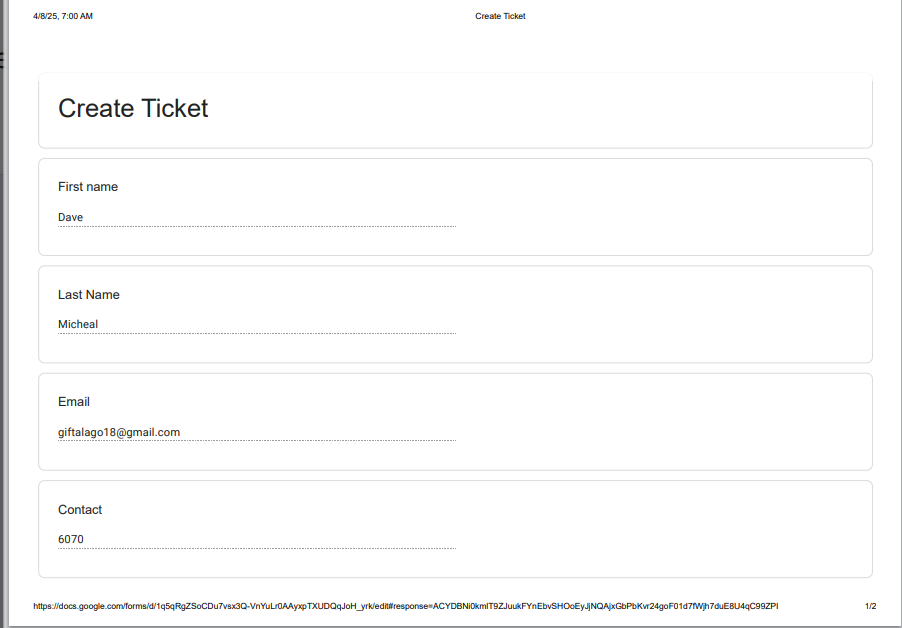 4/8/25, 7:00 AM
Create Ticket
Create Ticket
First name
Dave
Last Name
Micheal
Email
giftalago18@gmail.com
Contact
6070
https://docs.google.com/forms/d/1q5qRgZSoCDu7vsx3Q-VnYuLr0AAyxpTXUDQqJoH_yrk/edit#response=ACYDBNi0kmIT9ZJuukFYnEbvSHOoEyJjNQAjxGbPbKvr24goF01d7fWjh7duE8U4qC99ZPI
1/2